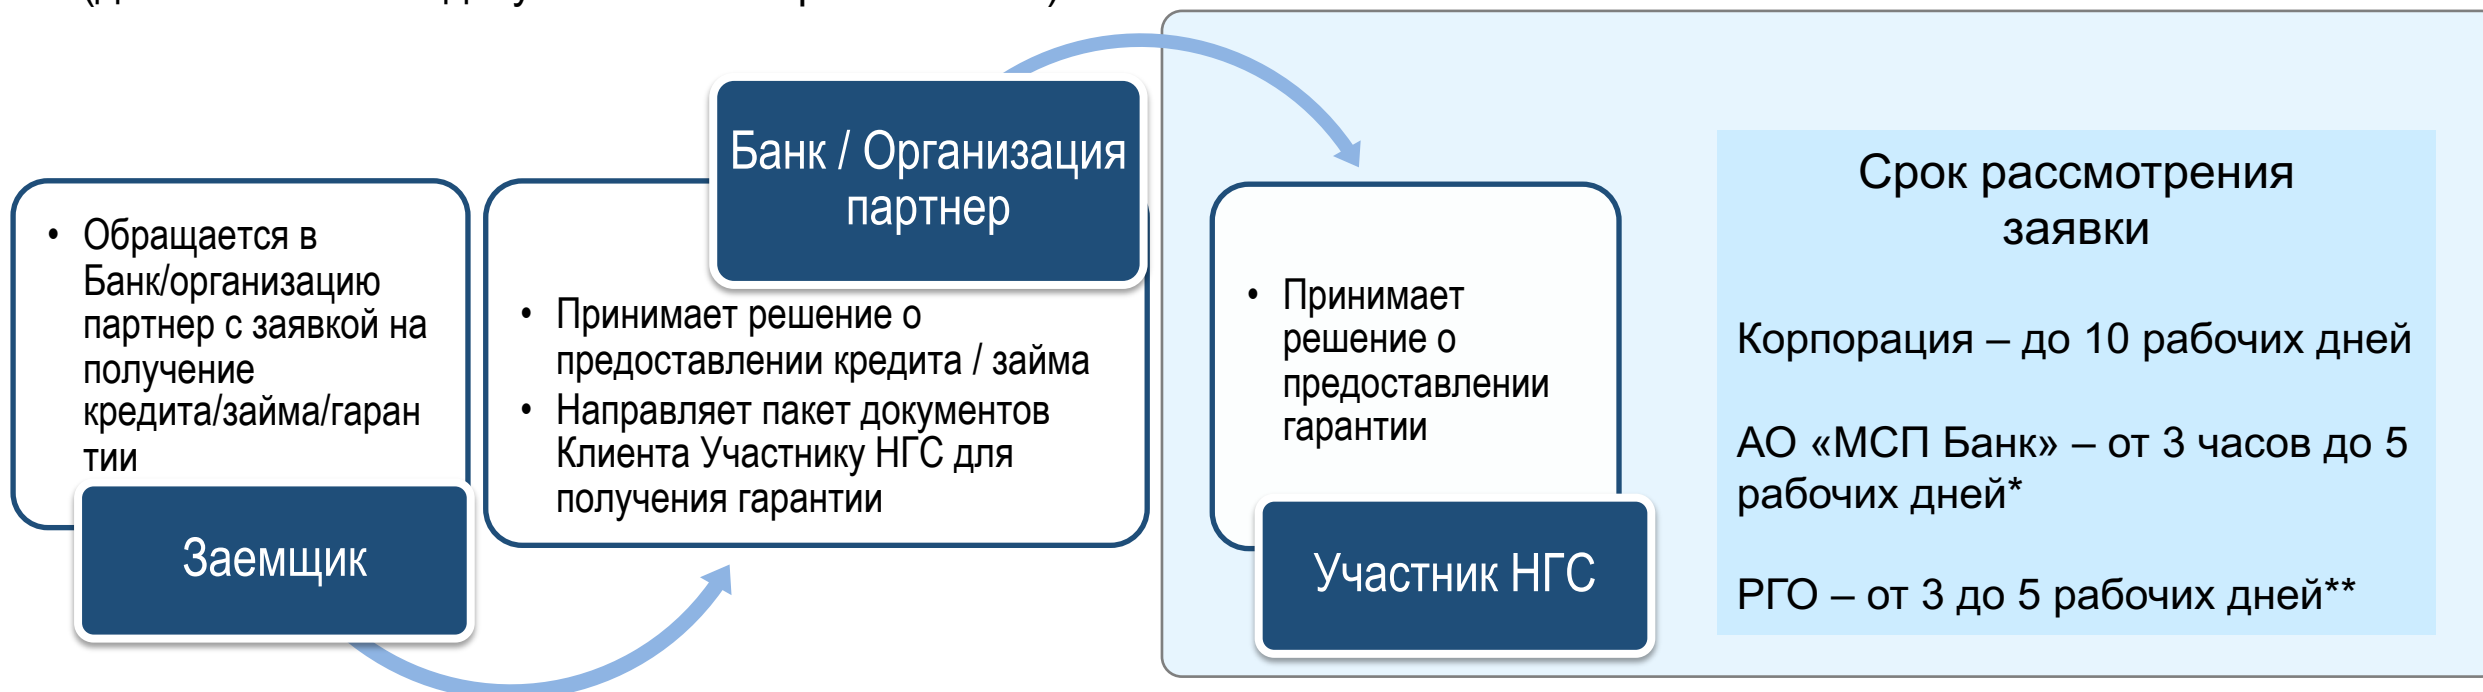 Банк / Организация
партнер
• Обращается в
Банк/организацию
партнер с заявкой на
получение
кредита/займа/гаран
тии
Заемщик
• Принимает решение о
предоставлении кредита / займа
• Направляет пакет документов
Клиента Участнику НГС для
получения гарантии
• Принимает
решение о
предоставлении
гарантии
Участник НГС
Срок рассмотрения
заявки
Корпорация – до 10 рабочих дней
АО «МСП Банк» – от 3 часов до 5
рабочих дней*
РГО – от 3 до 5 рабочих дней**